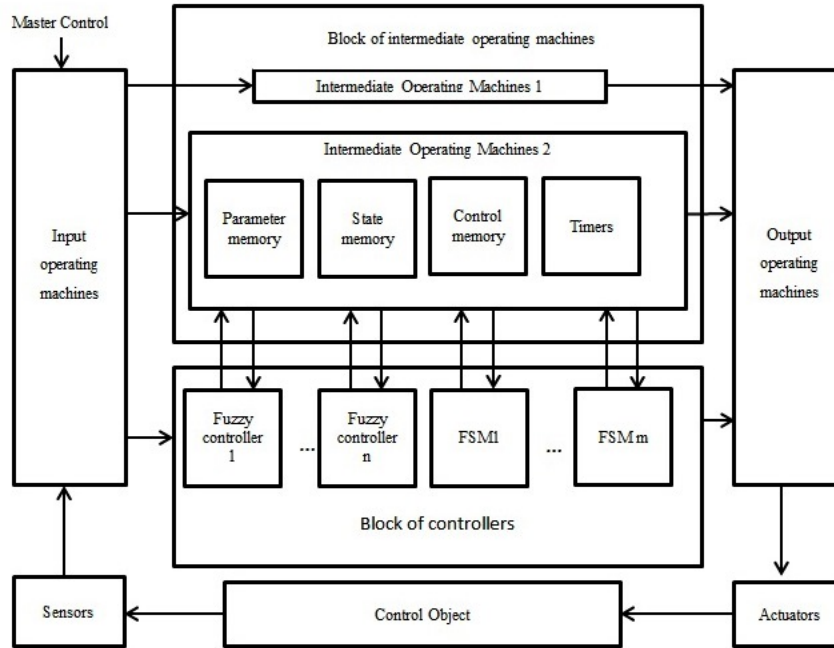 Master Control
Block of intermediate operating machines
Intermediate Operating Machines 1
Intermediate Operating Machines 2
Parameter
memory
State
memory
Control
memory
Timers
Input
operating
machines
Output
operating
machines
Fuzzy
controller
1
...
Fuzzy
controller
n
FSM1
...
FSM m
Block of controllers
Sensors
Control Object
Actuators